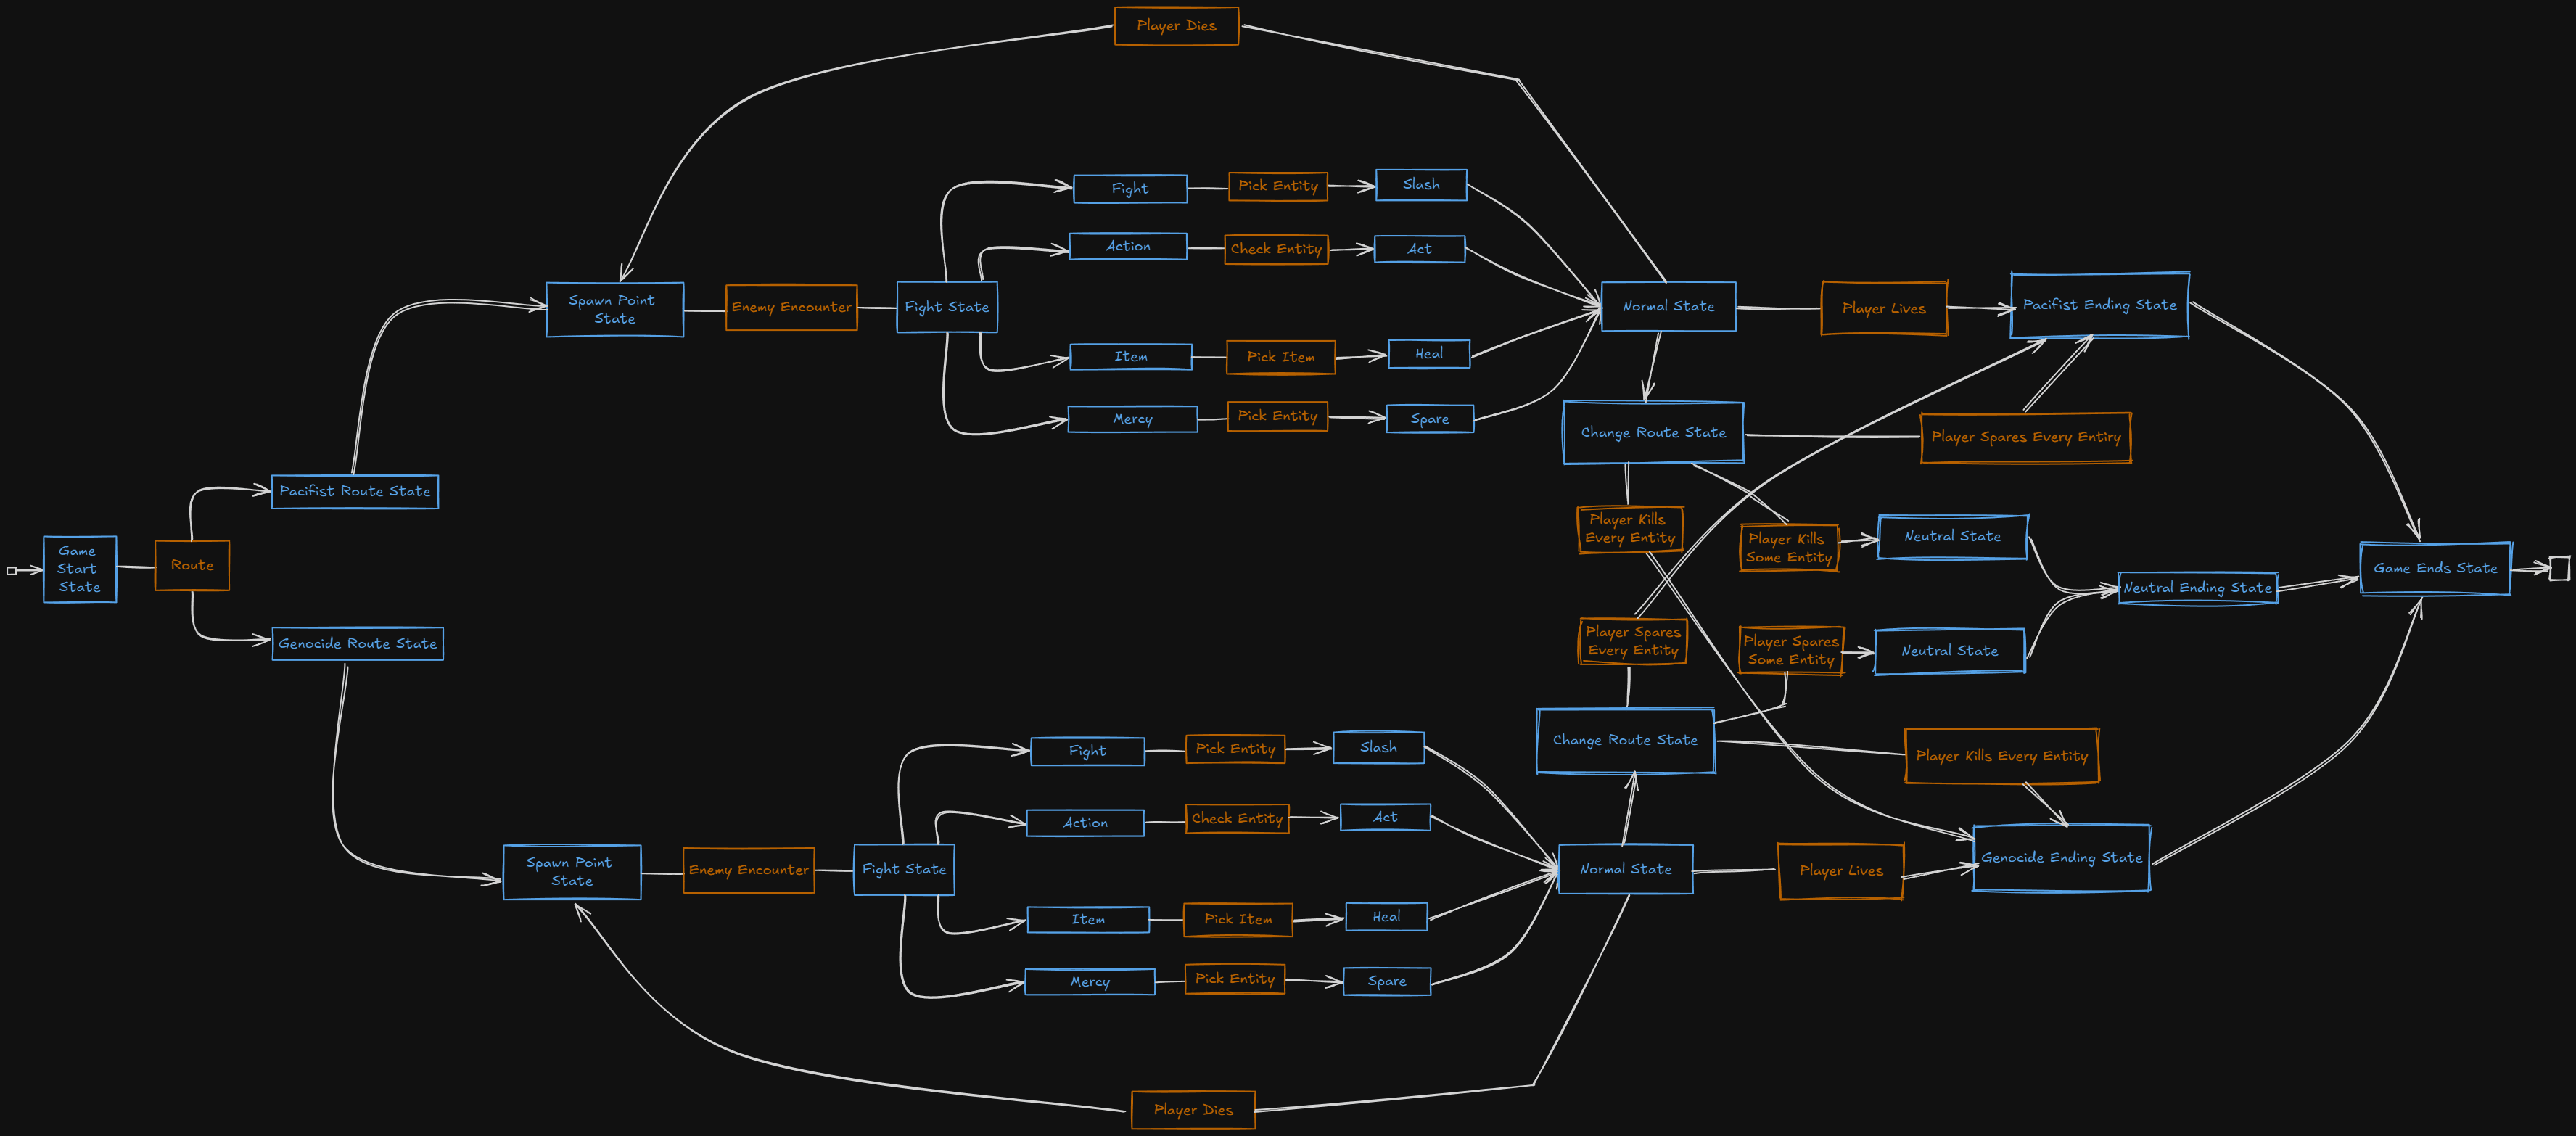 Player Dies
Fight
Pick Entity
Slash
Action
Check Entity
Act
Spawn Point
State
Enemy Encounter
Fight State
Normal State
Player Lives
Pacifist Ending State
Item
Pick Item
Heal
Mercy
Pick Entity
Spare
Change Route State
Player Spares Every Entiry
Pacifist Route State
Game
Start
State
Route
Genocide Route State
Player Kills
Every Entity
Player Kills
Some Entity
Neutral State
Neutral Ending State
Game Ends State
Player Spares
Every Entity
Player Spares
Some Entity
Neutral State
Change Route State
Player Kills Every Entity
Fight
Pick Entity
Slash
Action
Check Entity
Act
Spawn Point
State
Enemy Encounter
Fight State
Normal State
Player Lives
Genocide Ending State
Item
Pick Item
Heal
Mercy
Pick Entity
Spare
Player Dies